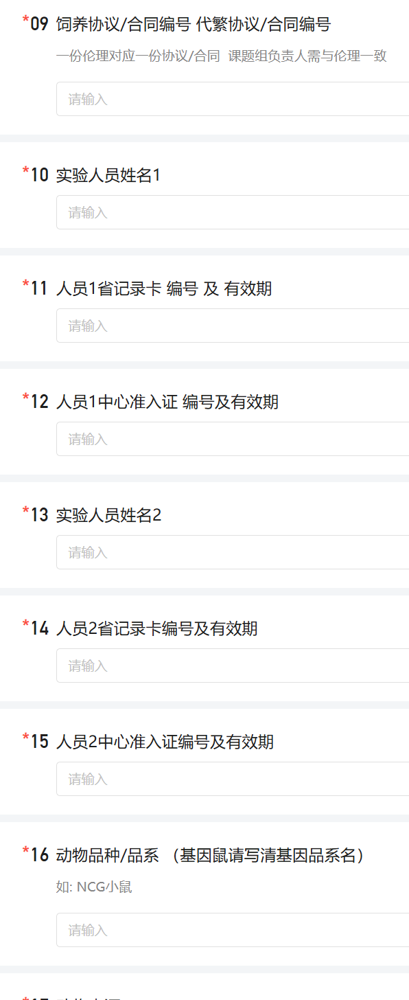 *09 饲养协议/合同编号 代繁协议/合同编号
一份伦理对应一份协议/合同 课题组负责人需与伦理一致
请输入
*10 实验人员姓名1
请输入
*11 人员1省记录卡 编号 及 有效期
请输入
*12 人员1中心准入证 编号及有效期
请输入
*13 实验人员姓名2
请输入
*14 人员2省记录卡编号及有效期
请输入
*15 人员2中心准入证编号及有效期
请输入
*16 动物品种/品系 （基因鼠请写清基因品系名）
如: NCG小鼠
请输入